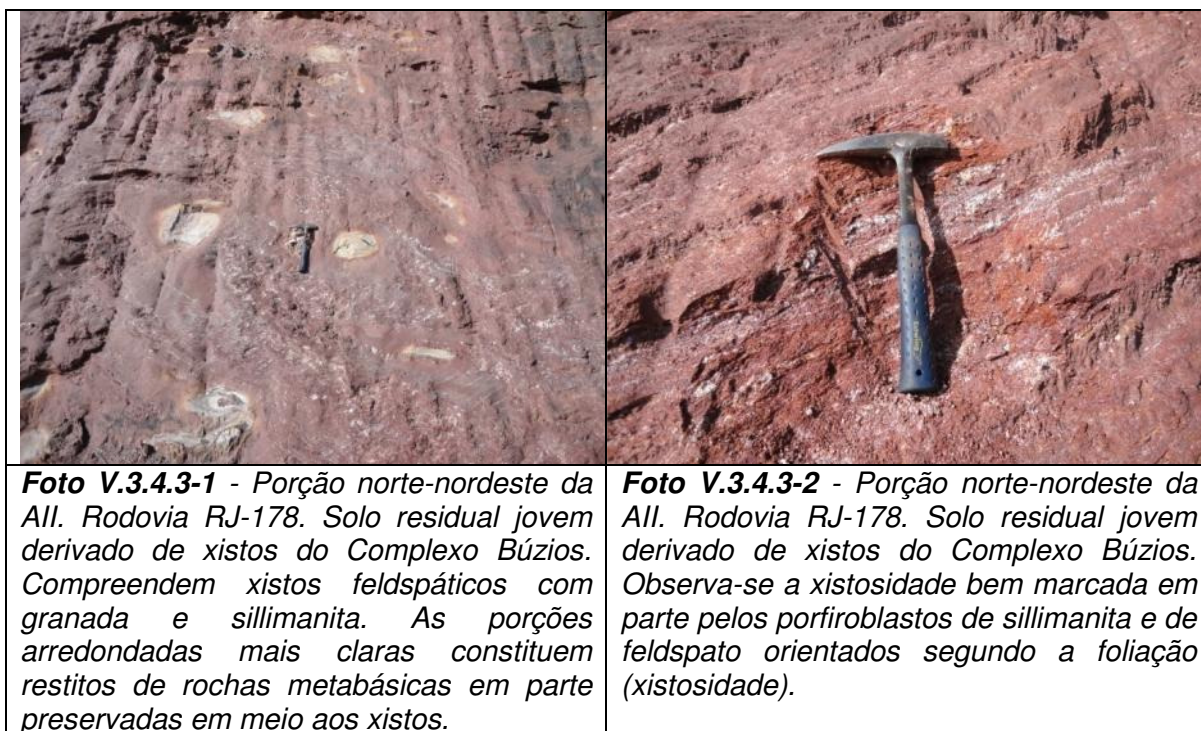 Foto V.3.4.3-1 - Porção norte-nordeste da
AII. Rodovia RJ-178. Solo residual jovem
derivado de xistos do Complexo Búzios.
Compreendem xistos feldspáticos com
granada e sillimanita. As porções
arredondadas mais claras constituem
restitos de rochas metabásicas em parte
preservadas em meio aos xistos.
Foto V.3.4.3-2 - Porção norte-nordeste da
AII. Rodovia RJ-178. Solo residual jovem
derivado de xistos do Complexo Búzios.
Observa-se a xistosidade bem marcada em
parte pelos porfiroblastos de sillimanita e de
feldspato orientados segundo a foliação
(xistosidade).